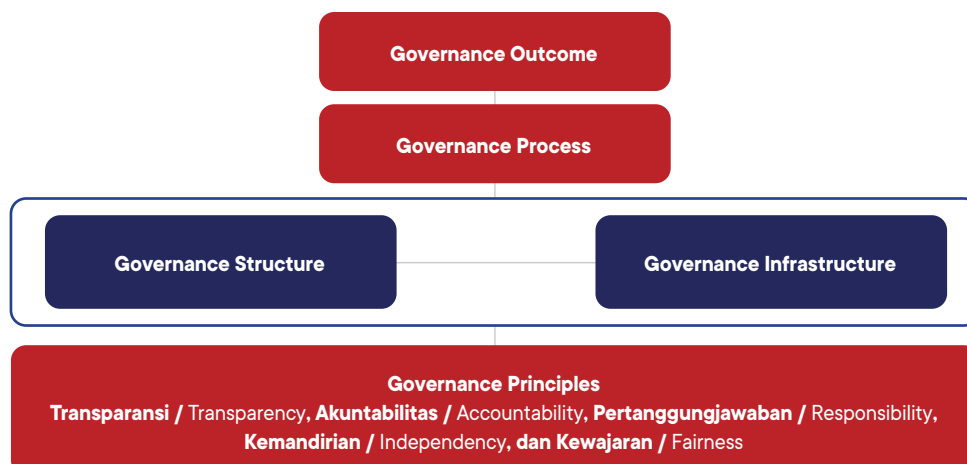 Governance Outcome
Governance Process
Governance Structure
Governance Infrastructure
Governance Principles
Transparansi / Transparency, Akuntabilitas / Accountability, Pertanggungjawaban / Responsibility,
Kemandirian / Independency, dan Kewajaran / Fairness